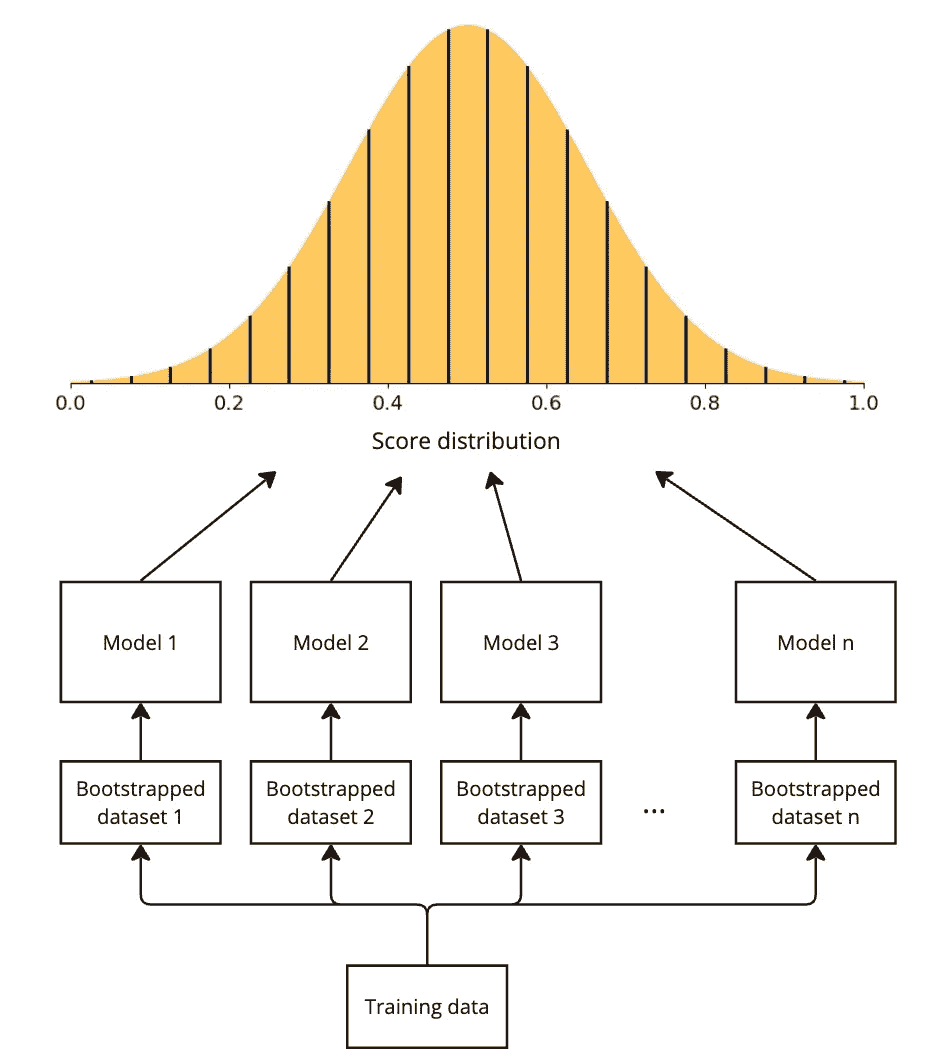 0.0 0.2 0.4 0.6 0.8 1.0
Score distribution
Model 1 Model 2 Model 3 Model n
Bootstrapped Bootstrapped Bootstrapped Bootstrapped
dataset 1 dataset 2 dataset 3 ... dataset n
Training data